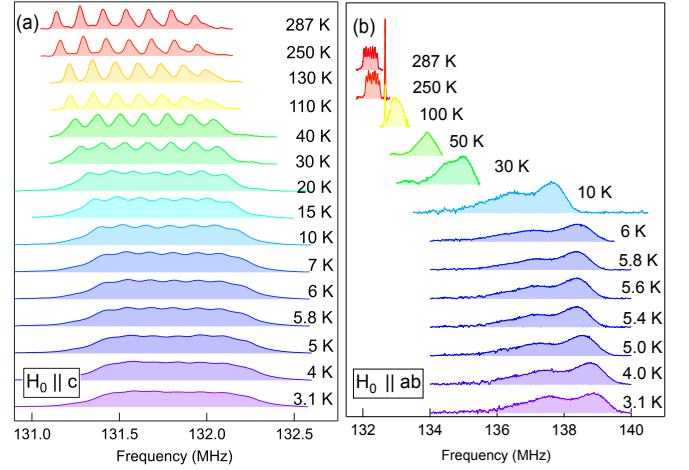 (a)
287 K
250 K
130 K
110 K
40 K
30 K
20 K
15 K
10 K
7 K
6 K
5.8 K
5 K
4 K
3.1 K
H0 || c
131.0 131.5 132.0 132.5
Frequency (MHz)
(b)
287 K
250 K
100 K
50 K
30 K
10 K
6 K
5.8 K
5.6 K
5.4 K
5.0 K
4.0 K
3.1 K
H0 || ab
132 134 136 138 140
Frequency (MHz)